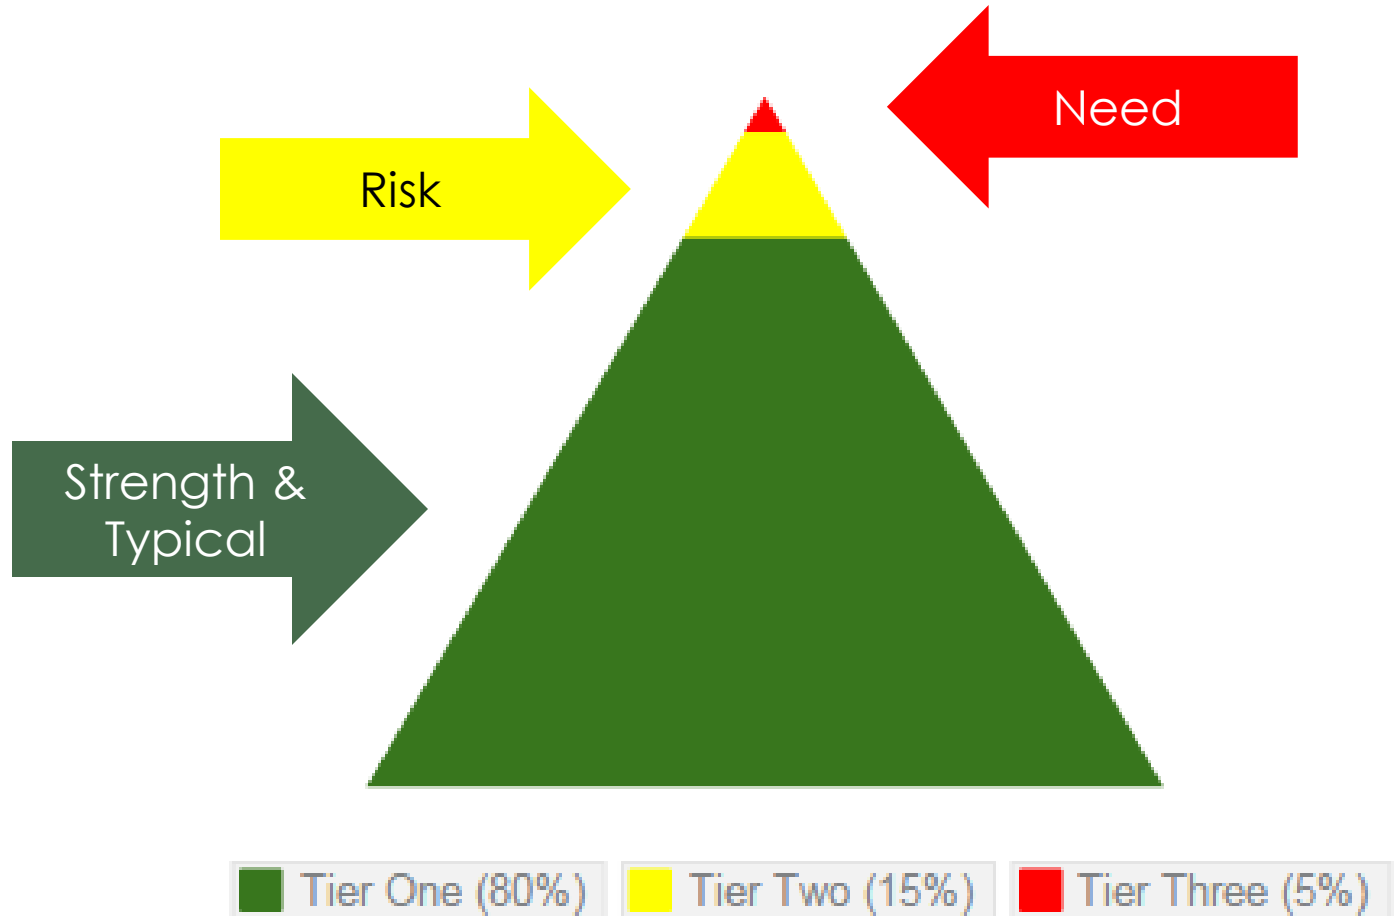 Need
Risk
Strength &
Typical
Tier One (80%)
Tier Two (15%)
Tier Three (5%)